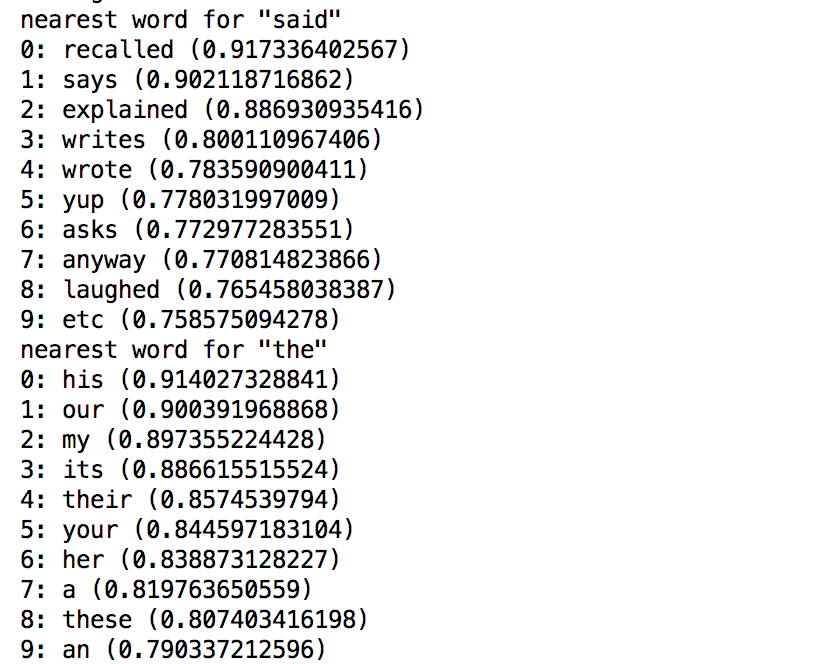 nearest word for "said"
0: recalled (0.917336402567)
1: says (0.902118716862)
2: explained (0.886930935416)
3: writes (0.800110967406)
4: wrote (0.783590900411)
5: yup (0.778031997009)
6: asks (0.772977283551)
7: anyway (0.770814823866)
8: laughed (0.765458038387)
9: etc (0.758575094278)
nearest word for "the"
0: his (0.914027328841)
1: our (0.900391968868)
2: my (0.897355224428)
3: its (0.886615515524)
4: their (0.8574539794)
5: your (0.844597183104)
6: her (0.838873128227)
7: a (0.819763650559)
8: these (0.807403416198)
9: an (0.790337212596)